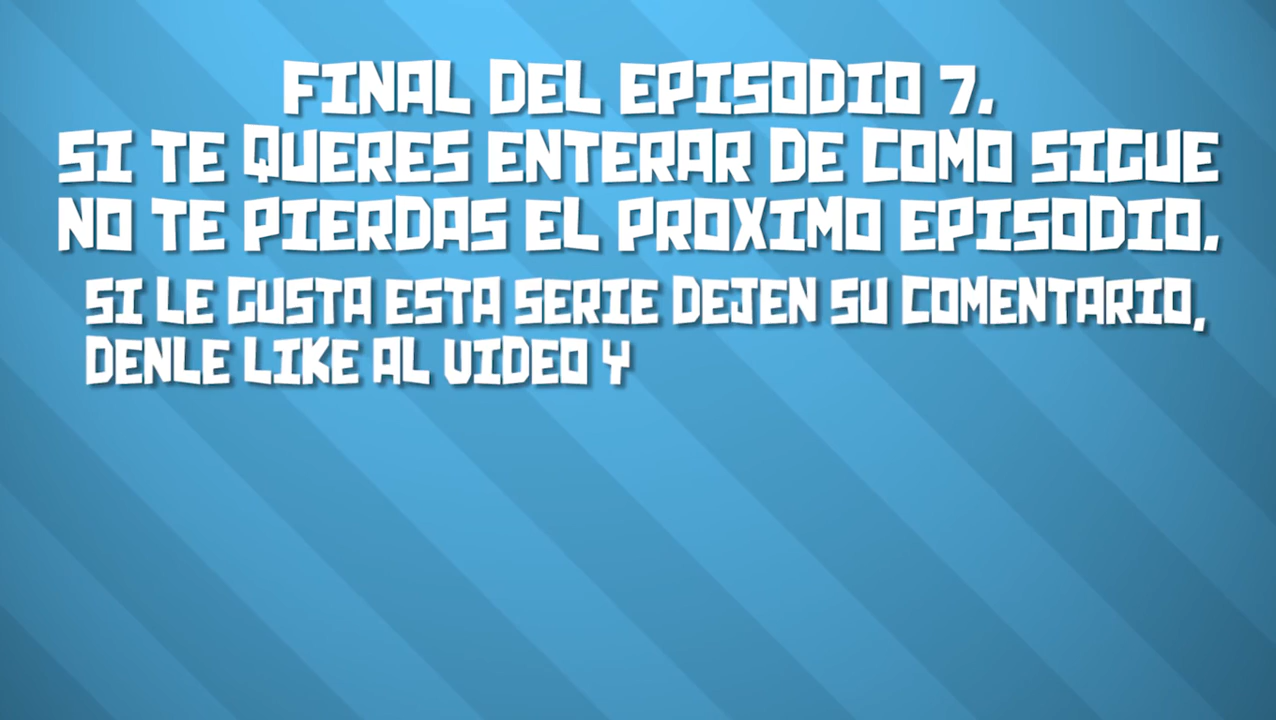 FINAL DEL EPISODIO 7.
SI TE QUERES ENTERAR DE COMO SIGUE
NO TE PIERDAS EL PROXIMO EPISODIO.
SI LE GUSTA ESTA SERIE DEJEN SU COMENTARIO,
DENLE LIKE AL VIDEO Y